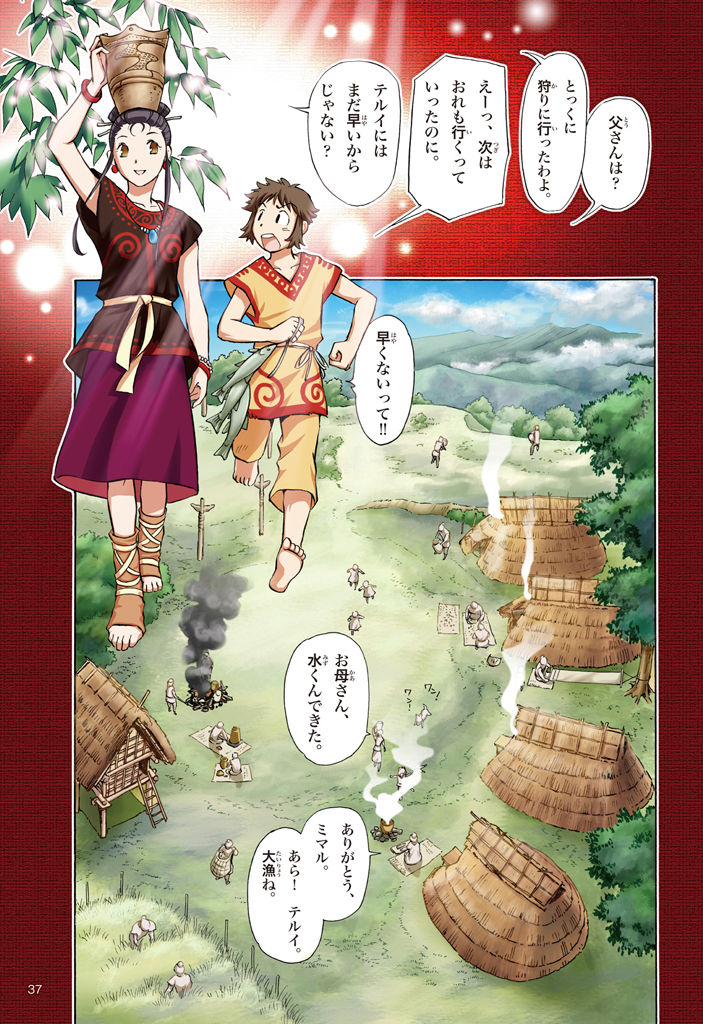 父さんは?
とっくに
狩りに行ったわよ。
えーっ、次は
おれも行くって
いったのに。
テルイには
まだ早いから
じゃない?
早くないって!!
お母さん、
水くんできた。
ワン!
ワン!
ありがとう、
ミマル。
あら! テルイ。
大漁ね。
37